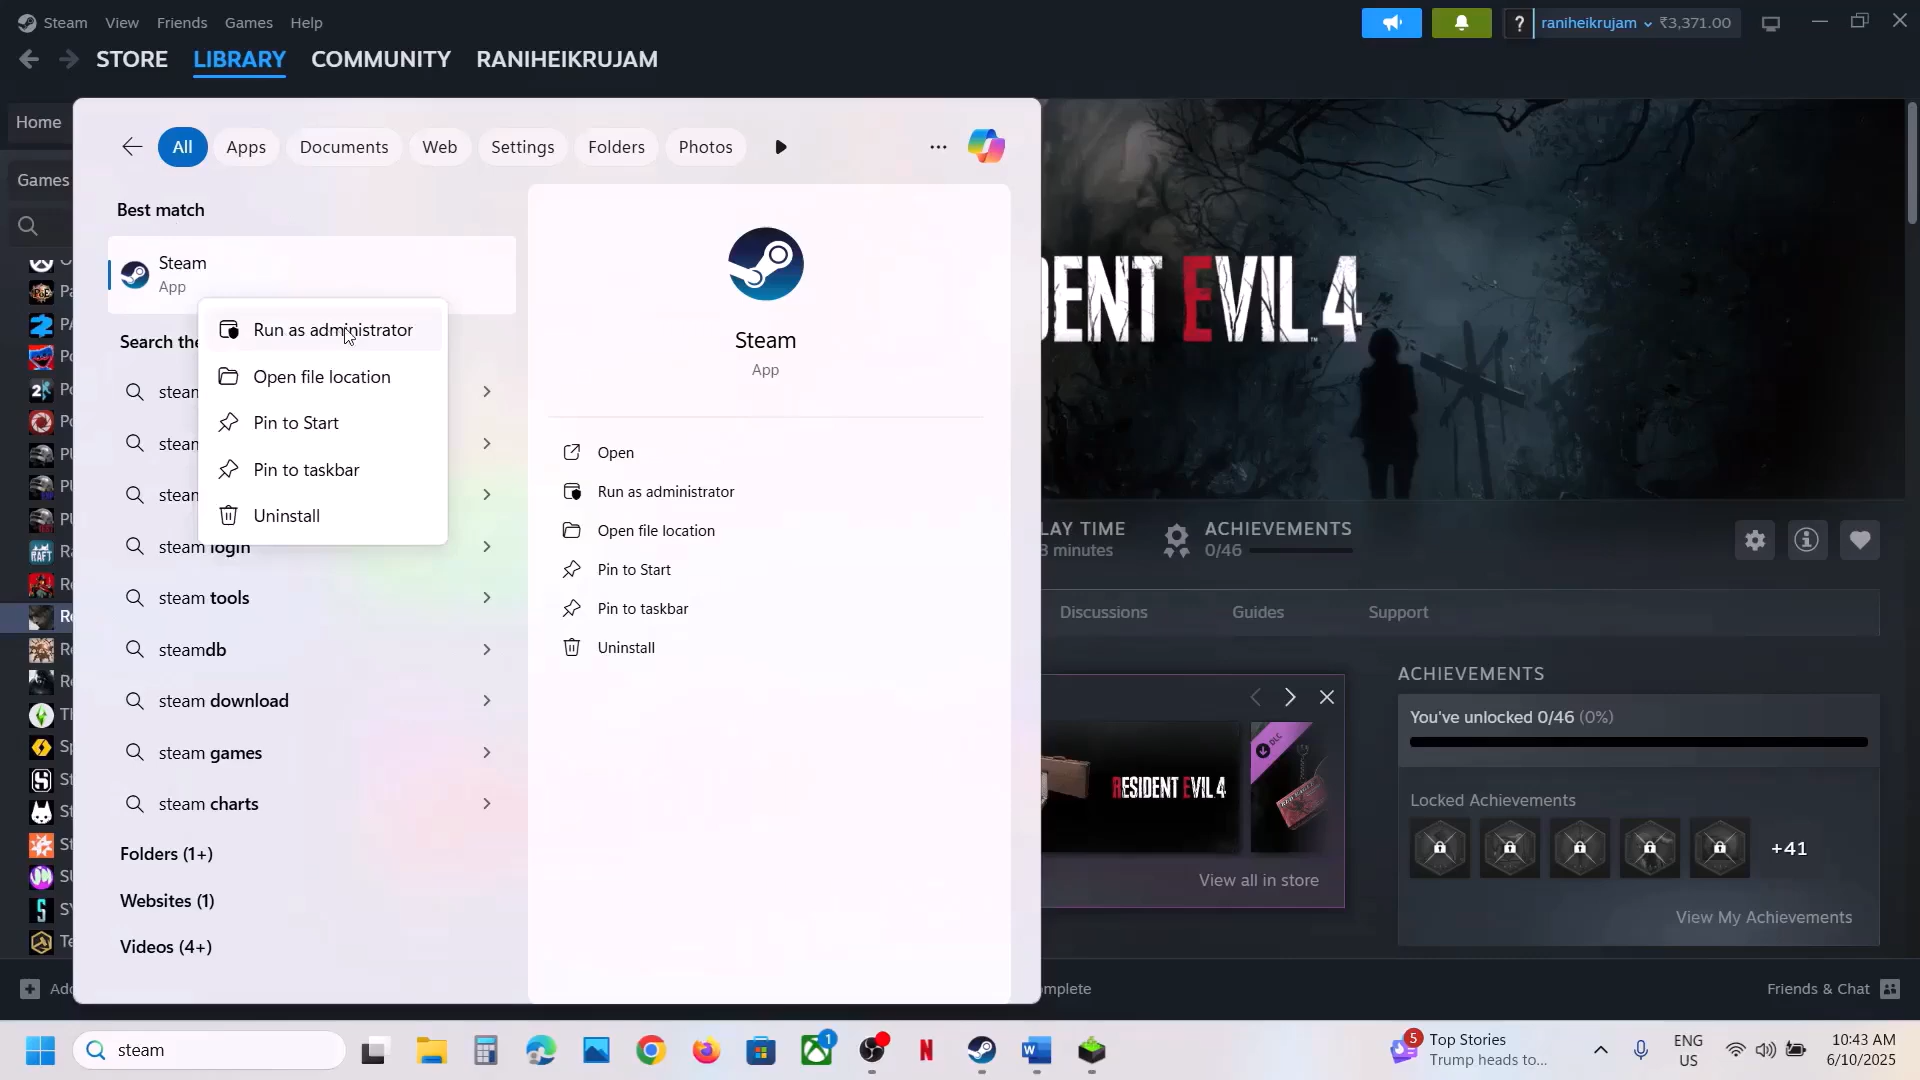 Steam View Friends Games Help
raniheikrujam ₹3,371.00
STORE LIBRARY COMMUNITY RANIHEIKRUJAM
Home
Games
All Apps Documents Web Settings Folders Photos
Best match
Steam
App
Run as administrator
Open file location
Pin to Start
Pin to taskbar
Uninstall
Search the
steam
steam
steam
steam login
steam tools
steamdb
steam download
steam games
steam charts
Folders (1+)
Websites (1)
Videos (4+)
Steam
App
Open
Run as administrator
Open file location
Pin to Start
Pin to taskbar
Uninstall
DENT EVIL 4
LAY TIME
8 minutes
ACHIEVEMENTS
0/46
Discussions Guides Support
RESIDENT EVIL 4
DLC
View all in store
ACHIEVEMENTS
You've unlocked 0/46 (0%)
Locked Achievements
+41
View My Achievements
Add
mplete
Friends & Chat
steam
1
5
Top Stories
Trump heads to...
ENG
US
10:43 AM
6/10/2025